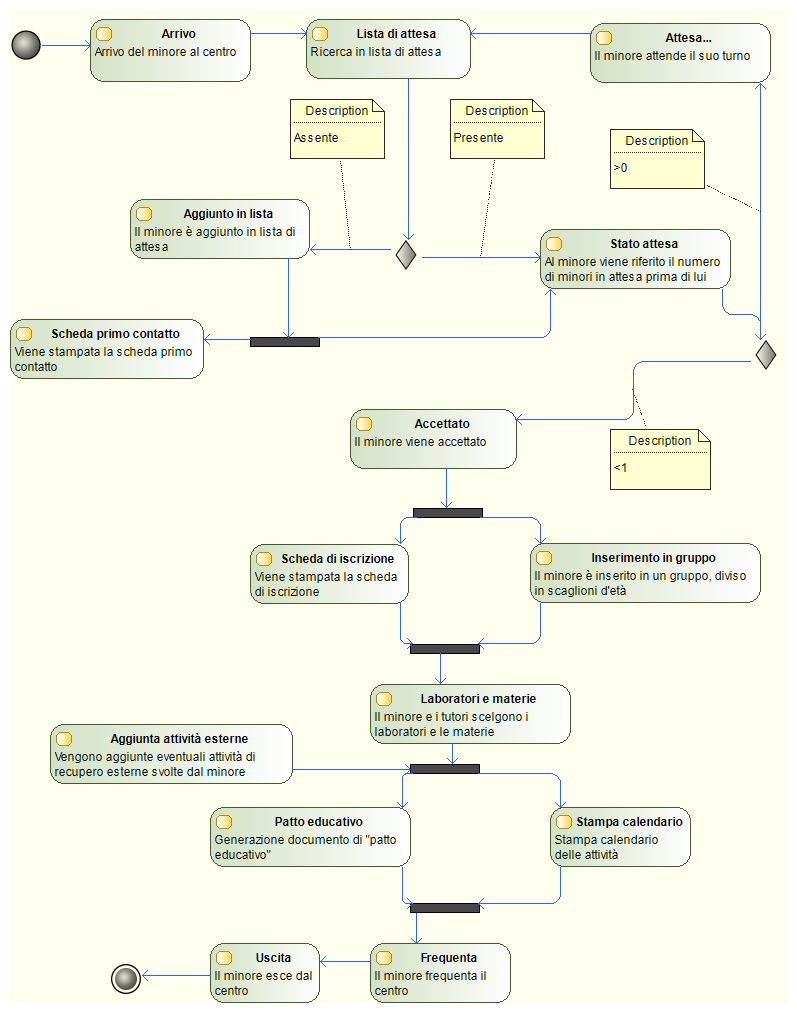 Arrivo
Arrivo del minore al centro
Lista di attesa
Ricerca in lista di attesa
Attesa...
Il minore attende il suo turno
Description
Assente
Description
Presente
Description
>0
Aggiunto in lista
Il minore è aggiunto in lista di
attesa
Stato attesa
Al minore viene riferito il numero
di minori in attesa prima di lui
Scheda primo contatto
Viene stampata la scheda primo
contatto
Accettato
Il minore viene accettato
Description
<1
Scheda di iscrizione
Viene stampata la scheda
di iscrizione
Inserimento in gruppo
Il minore è inserito in un gruppo, diviso
in scaglioni d'età
Laboratori e materie
Il minore e i tutori scelgono i
laboratori e le materie
Aggiunta attività esterne
Vengono aggiunte eventuali attività di
recupero esterne svolte dal minore
Patto educativo
Generazione documento di "patto
educativo"
Stampa calendario
Stampa calendario
delle attività
Uscita
Il minore esce dal
centro
Frequenta
Il minore frequenta il
centro